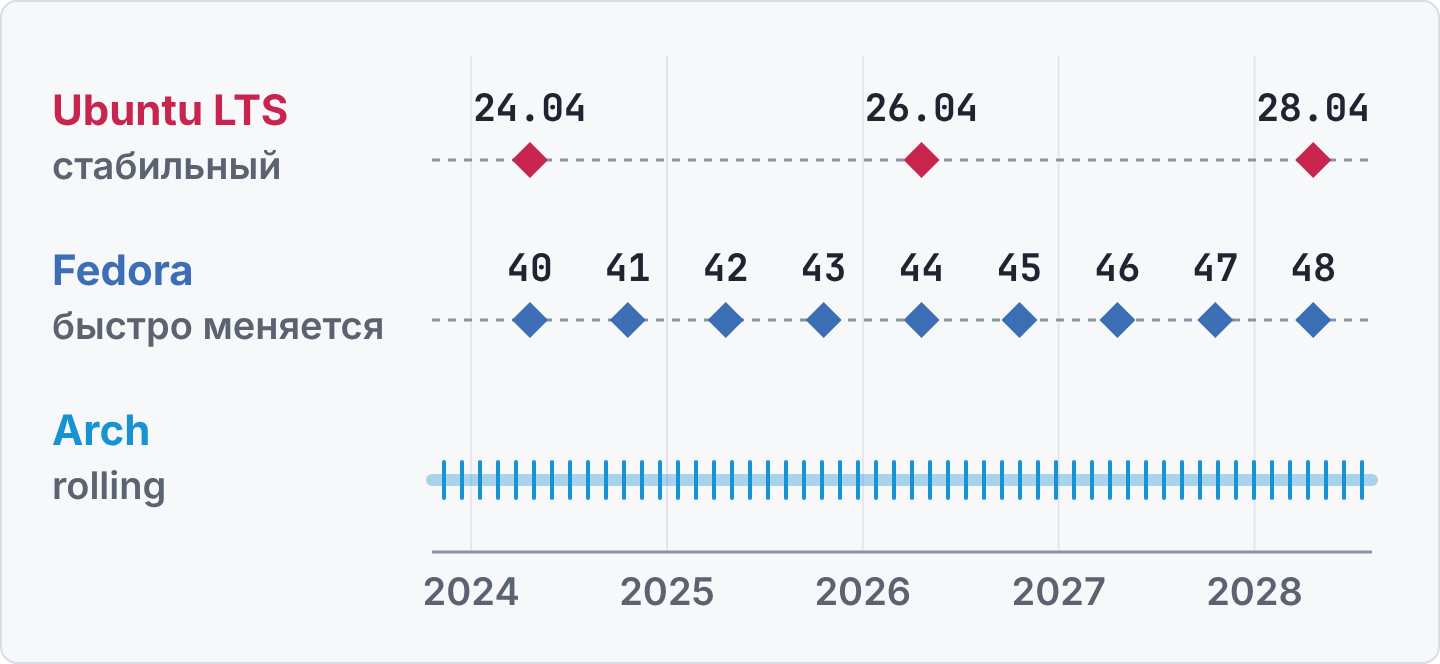 Ubuntu LTS
24.04 26.04 28.04
стабильный
Fedora
40 41 42 43 44 45 46 47 48
быстро меняется
Arch
rolling
2024 2025 2026 2027 2028